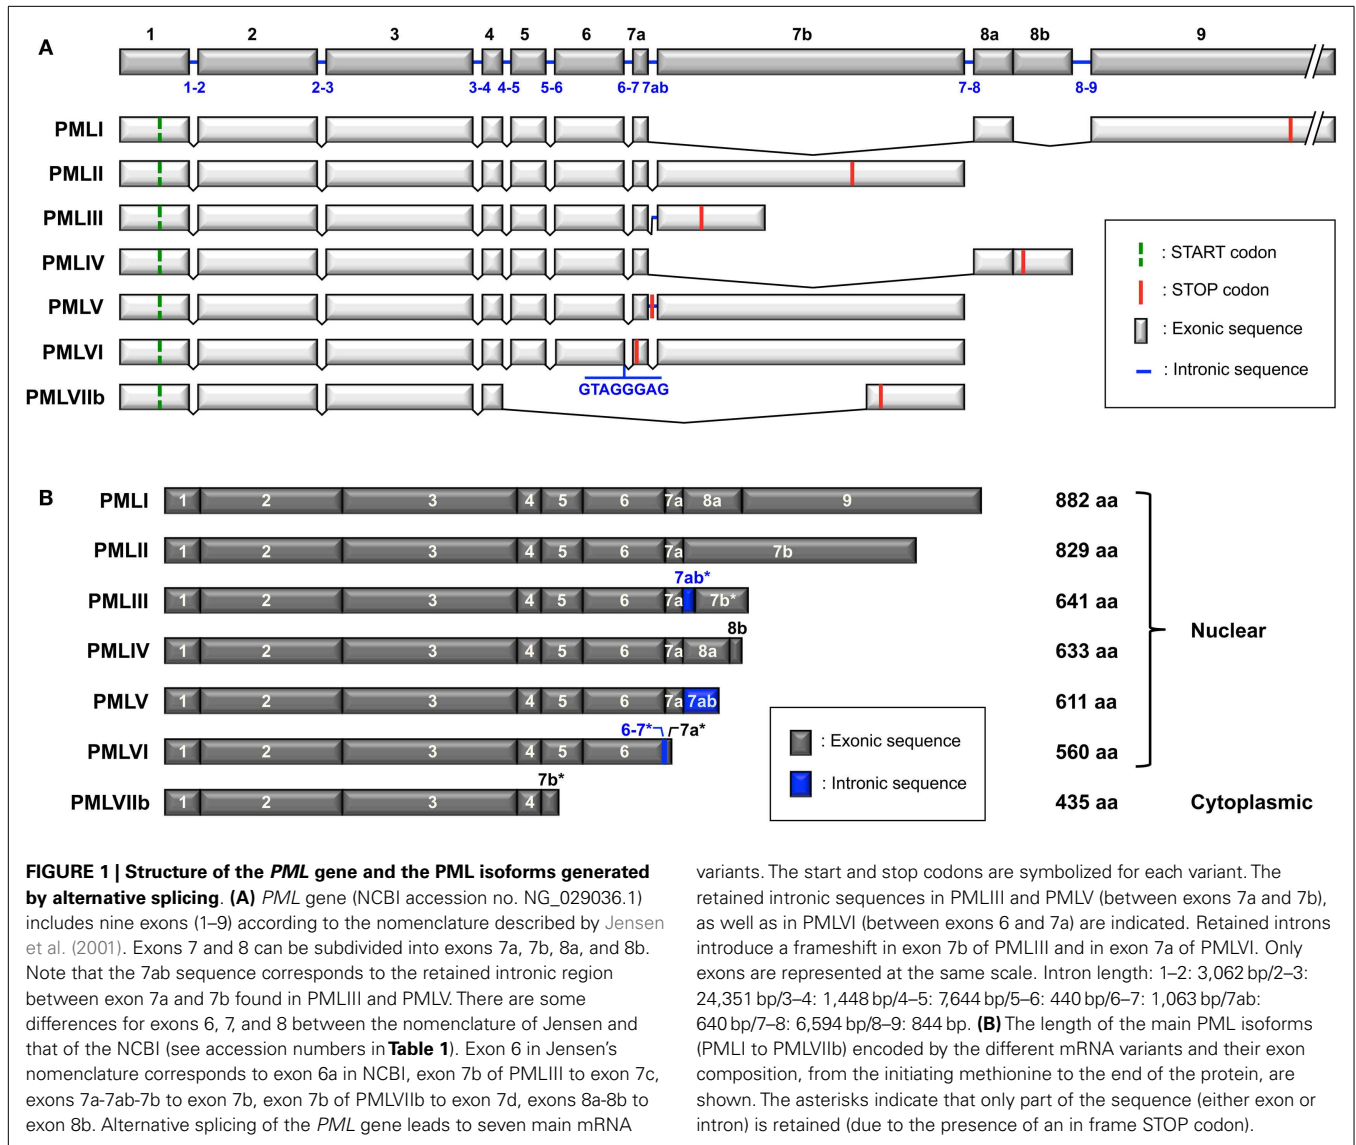 A
1 2 3 4 5 6 7a 7b 8a 8b 9
1-2 2-3 3-4 4-5 5-6 6-7 7ab 7-8 8-9
PMLI
PMLII
PMLIII
PMLIV
PMLV
PMLVI
GTAGGGAG
PMLVIIb
: START codon
: STOP codon
: Exonic sequence
: Intronic sequence
B
PMLI 1 2 3 4 5 6 7a 8a 9 882 aa
PMLII 1 2 3 4 5 6 7a 7b 829 aa
7ab*
PMLIII 1 2 3 4 5 6 7a 7b* 641 aa
8b
PMLIV 1 2 3 4 5 6 7a 8a 633 aa
PMLV 1 2 3 4 5 6 7a 7ab 611 aa
6-7* 7a*
PMLVI 1 2 3 4 5 6 560 aa
7b*
PMLVIIb 1 2 3 4 435 aa
Nuclear
Cytoplasmic
: Exonic sequence
: Intronic sequence
FIGURE 1 | Structure of the PML gene and the PML isoforms generated
by alternative splicing. (A) PML gene (NCBI accession no. NG_029036.1)
includes nine exons (1–9) according to the nomenclature described by Jensen
et al. (2001). Exons 7 and 8 can be subdivided into exons 7a, 7b, 8a, and 8b.
Note that the 7ab sequence corresponds to the retained intronic region
between exon 7a and 7b found in PMLIII and PMLV. There are some
differences for exons 6, 7, and 8 between the nomenclature of Jensen and
that of the NCBI (see accession numbers in Table 1). Exon 6 in Jensen's
nomenclature corresponds to exon 6a in NCBI, exon 7b of PMLIII to exon 7c,
exons 7a-7ab-7b to exon 7b, exon 7b of PMLVIIb to exon 7d, exons 8a-8b to
exon 8b. Alternative splicing of the PML gene leads to seven main mRNA
variants. The start and stop codons are symbolized for each variant. The
retained intronic sequences in PMLIII and PMLV (between exons 7a and 7b),
as well as in PMLVI (between exons 6 and 7a) are indicated. Retained introns
introduce a frameshift in exon 7b of PMLIII and in exon 7a of PMLVI. Only
exons are represented at the same scale. Intron length: 1–2: 3,062 bp/2–3:
24,351 bp/3–4: 1,448 bp/4–5: 7,644 bp/5–6: 440 bp/6–7: 1,063 bp/7ab:
640 bp/7–8: 6,594 bp/8–9: 844 bp. (B) The length of the main PML isoforms
(PMLI to PMLVIIb) encoded by the different mRNA variants and their exon
composition, from the initiating methionine to the end of the protein, are
shown. The asterisks indicate that only part of the sequence (either exon or
intron) is retained (due to the presence of an in frame STOP codon).